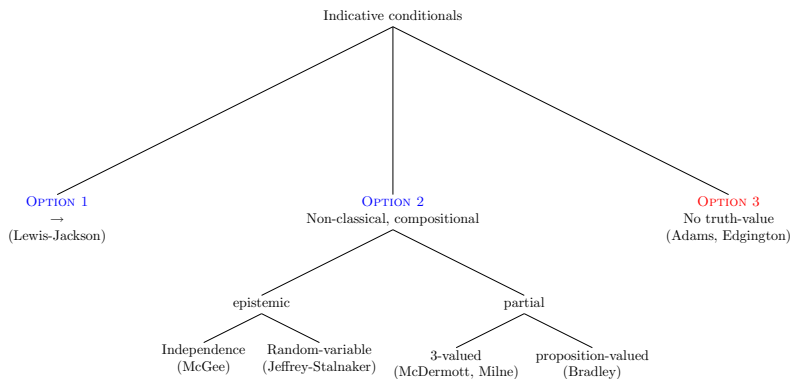 Indicative conditionals
OPTION 1
→
(Lewis-Jackson)
OPTION 2
Non-classical, compositional
OPTION 3
No truth-value
(Adams, Edgington)
epistemic
partial
Independence
(McGee)
Random-variable
(Jeffrey-Stalnaker)
3-valued
(McDermott, Milne)
proposition-valued
(Bradley)